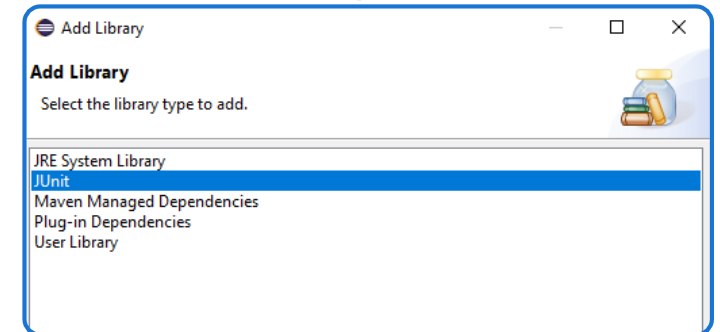 Add Library
Add Library
Select the library type to add.
JRE System Library
JUnit
Maven Managed Dependencies
Plug-in Dependencies
User Library